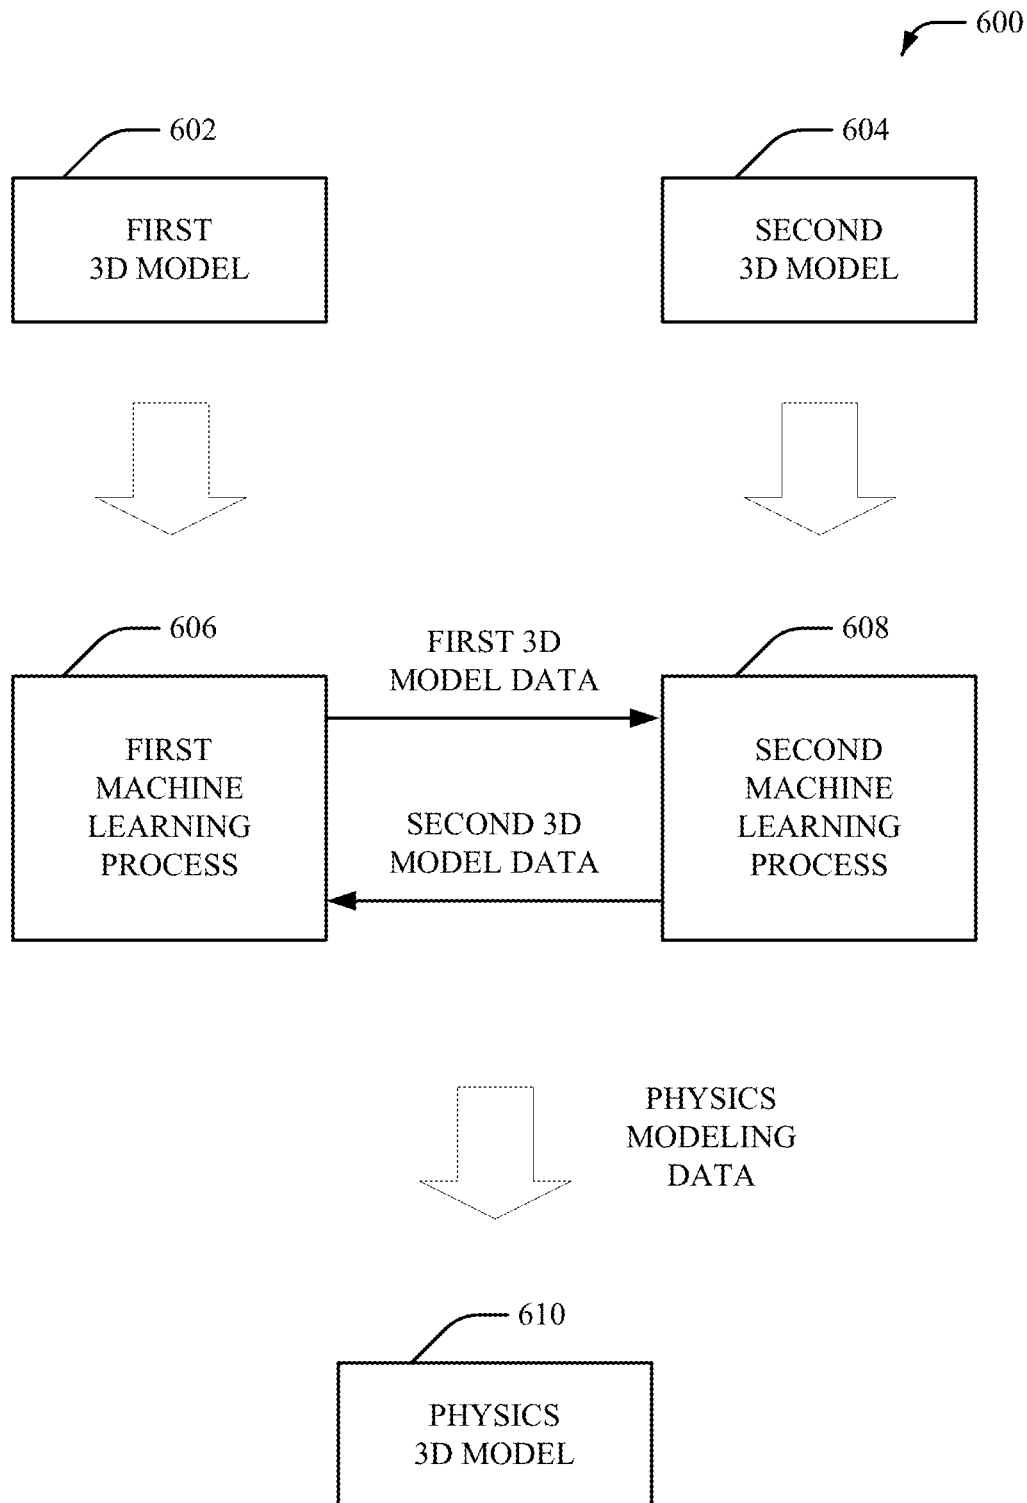 600
602
604
FIRST
3D MODEL
SECOND
3D MODEL
606
608
FIRST 3D
MODEL DATA
FIRST
MACHINE
LEARNING
PROCESS
SECOND
MACHINE
LEARNING
PROCESS
SECOND 3D
MODEL DATA
PHYSICS
MODELING
DATA
610
PHYSICS
3D MODEL